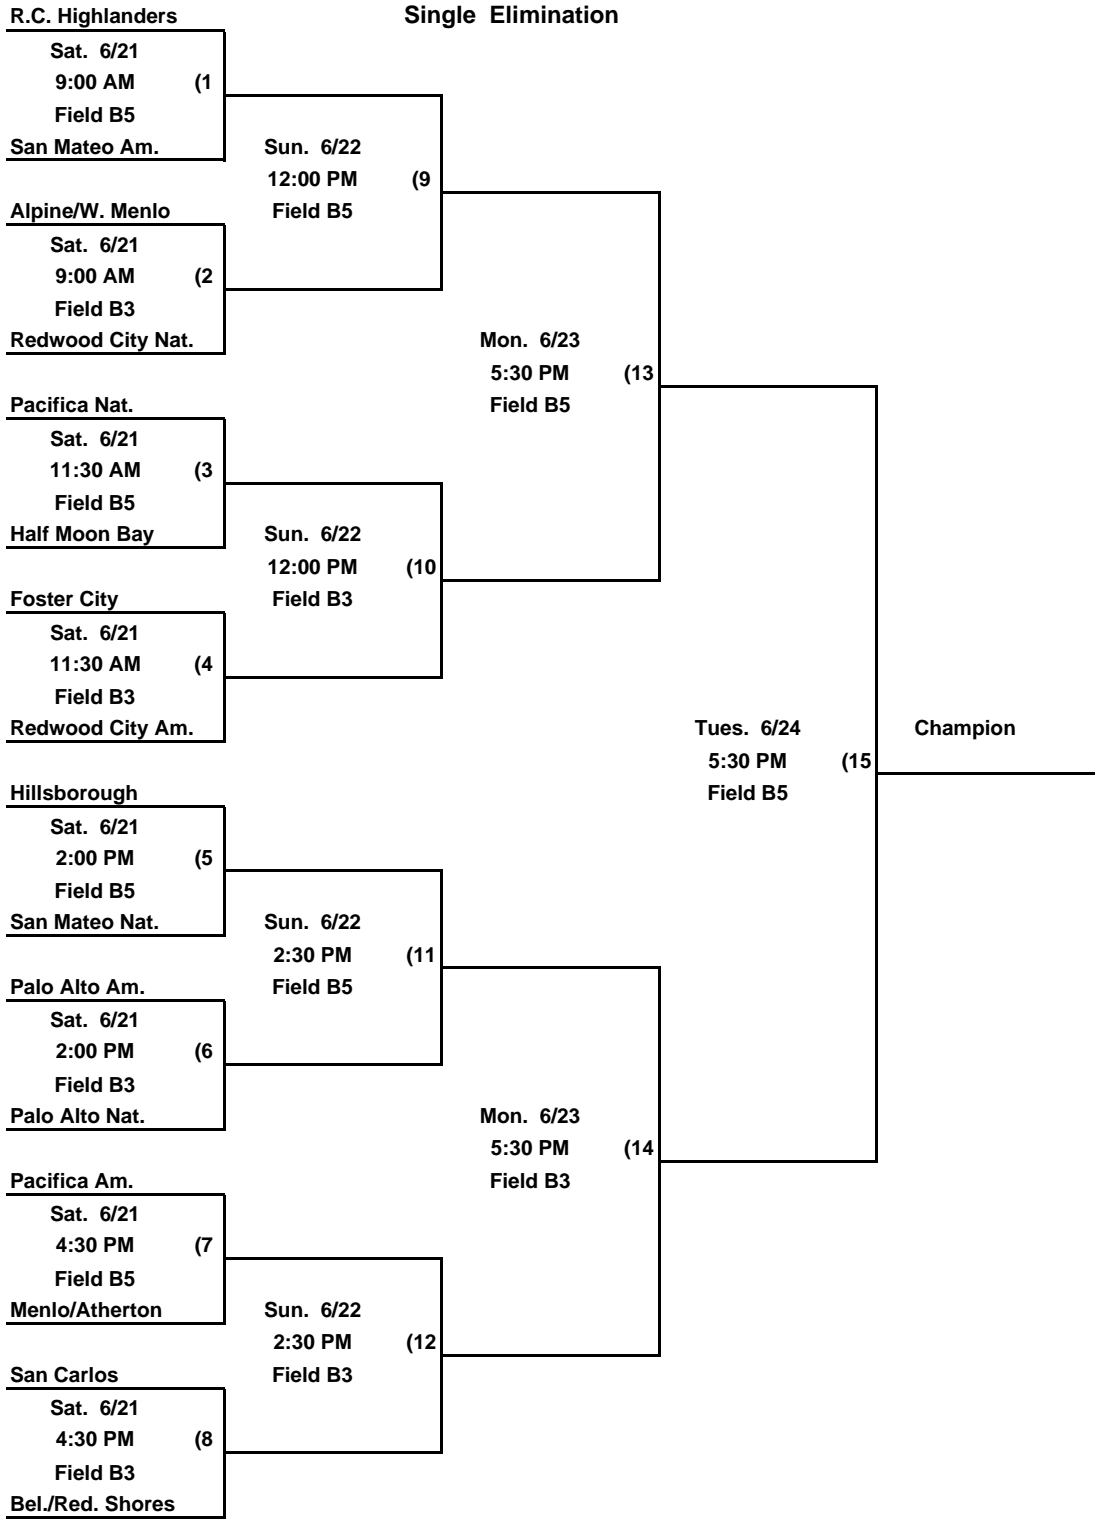 R.C. Highlanders
Single Elimination
Sat. 6/21
9:00 AM (1
Field B5
San Mateo Am.
Sun. 6/22
12:00 PM (9
Field B5
Alpine/W. Menlo
Sat. 6/21
9:00 AM (2
Field B3
Redwood City Nat.
Mon. 6/23
5:30 PM (13
Field B5
Pacifica Nat.
Sat. 6/21
11:30 AM (3
Field B5
Half Moon Bay
Sun. 6/22
12:00 PM (10
Field B3
Foster City
Sat. 6/21
11:30 AM (4
Field B3
Redwood City Am.
Tues. 6/24
5:30 PM (15
Field B5
Champion
Hillsborough
Sat. 6/21
2:00 PM (5
Field B5
San Mateo Nat.
Sun. 6/22
2:30 PM (11
Field B5
Palo Alto Am.
Sat. 6/21
2:00 PM (6
Field B3
Palo Alto Nat.
Mon. 6/23
5:30 PM (14
Field B3
Pacifica Am.
Sat. 6/21
4:30 PM (7
Field B5
Menlo/Atherton
Sun. 6/22
2:30 PM (12
Field B3
San Carlos
Sat. 6/21
4:30 PM (8
Field B3
Bel./Red. Shores